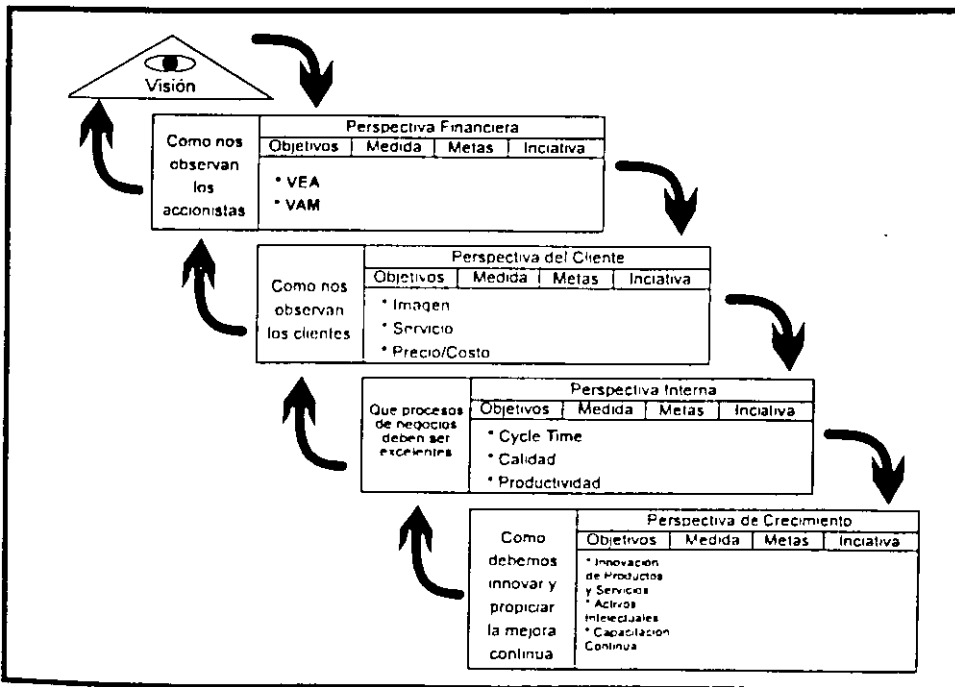 Visión
Como nos
observan
los
accionistas
Perspectiva Financiera
Objetivos Medida Metas Inciativa
* VEA
* VAM
Como nos
observan
los clientes
Perspectiva del Cliente
Objetivos Medida Metas Inciativa
* Imagen
* Servicio
* Precio/Costo
Que procesos
de negocios
deben ser
excelentes
Perspectiva Interna
Objetivos Medida Metas Inciativa
* Cycle Time
* Calidad
* Productividad
Como
debemos
innovar y
propiciar
la mejora
continua
Perspectiva de Crecimiento
Objetivos Medida Metas Inciativa
* Innovación
de Productos
y Servicios
* Activos
Intelectuales
* Capacitación
Continua